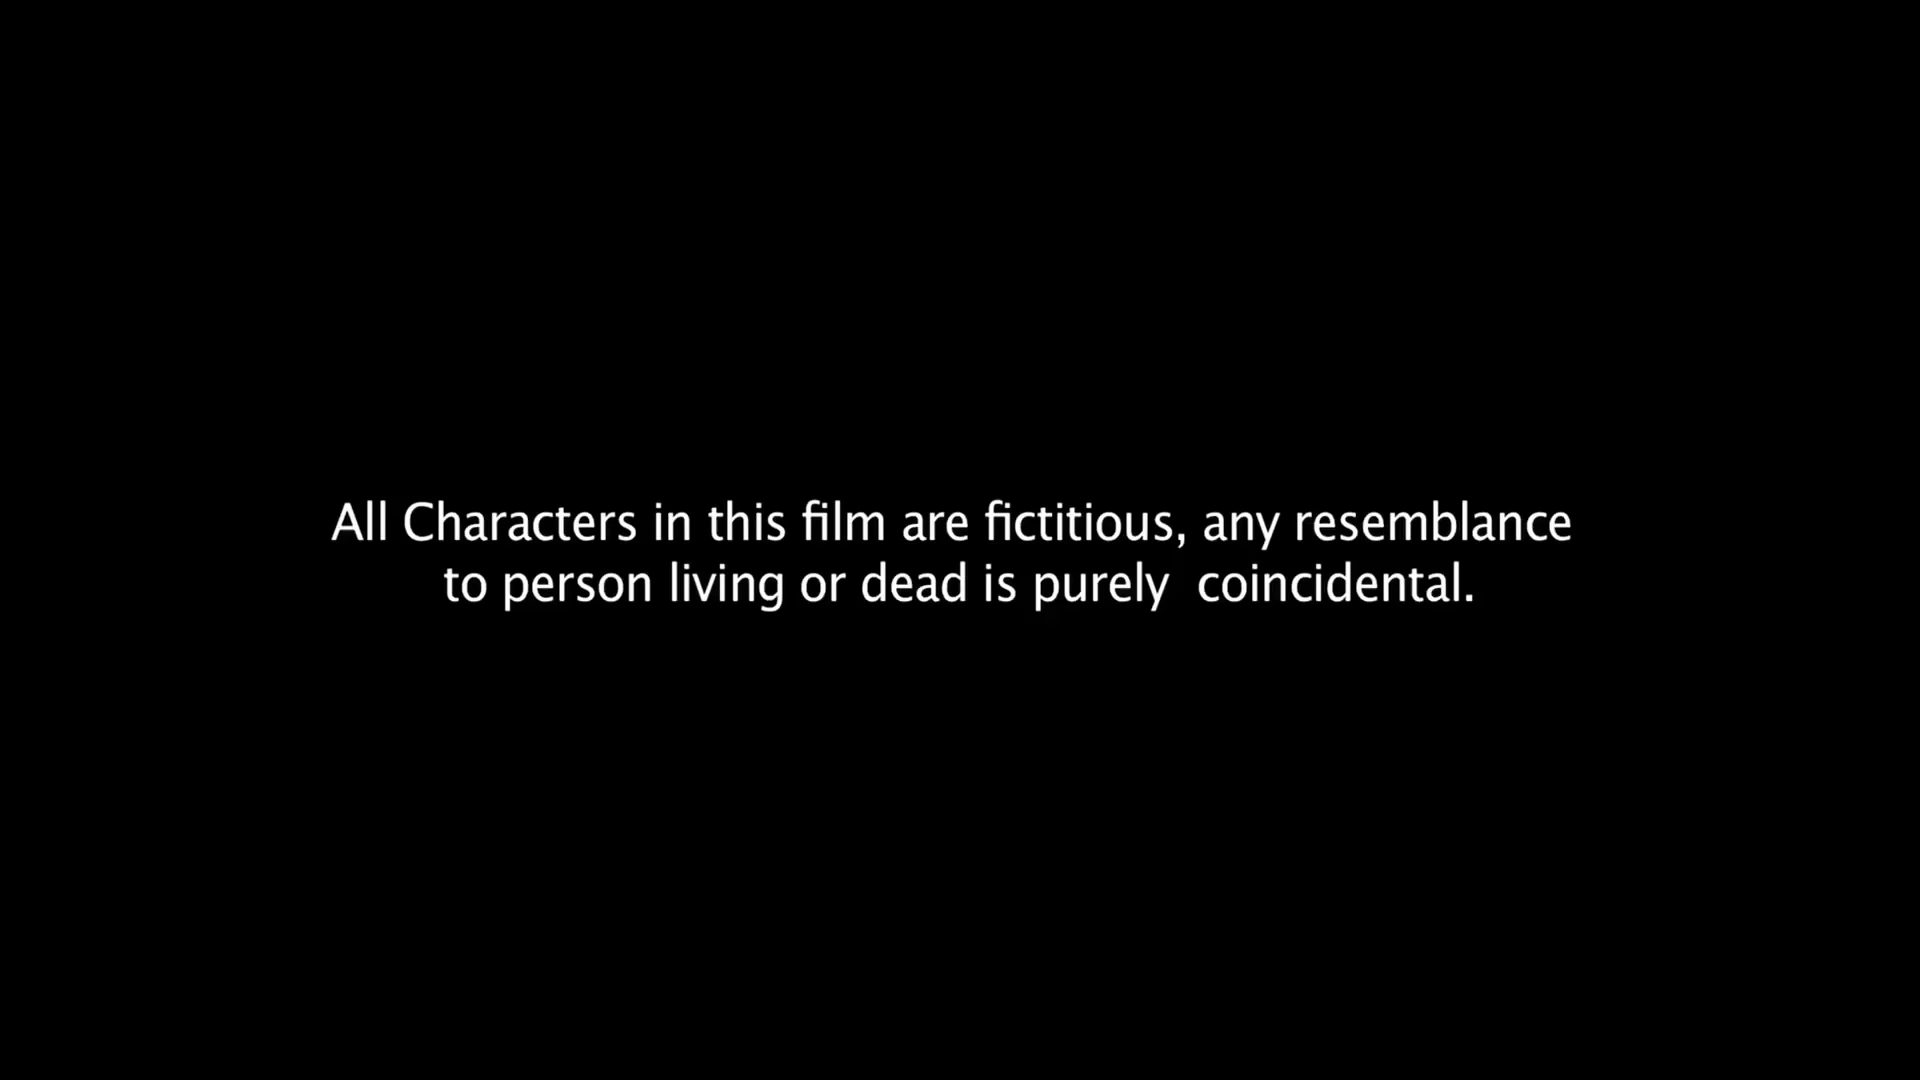 All Characters in this film are fictitious, any resemblance
to person living or dead is purely  coincidental.